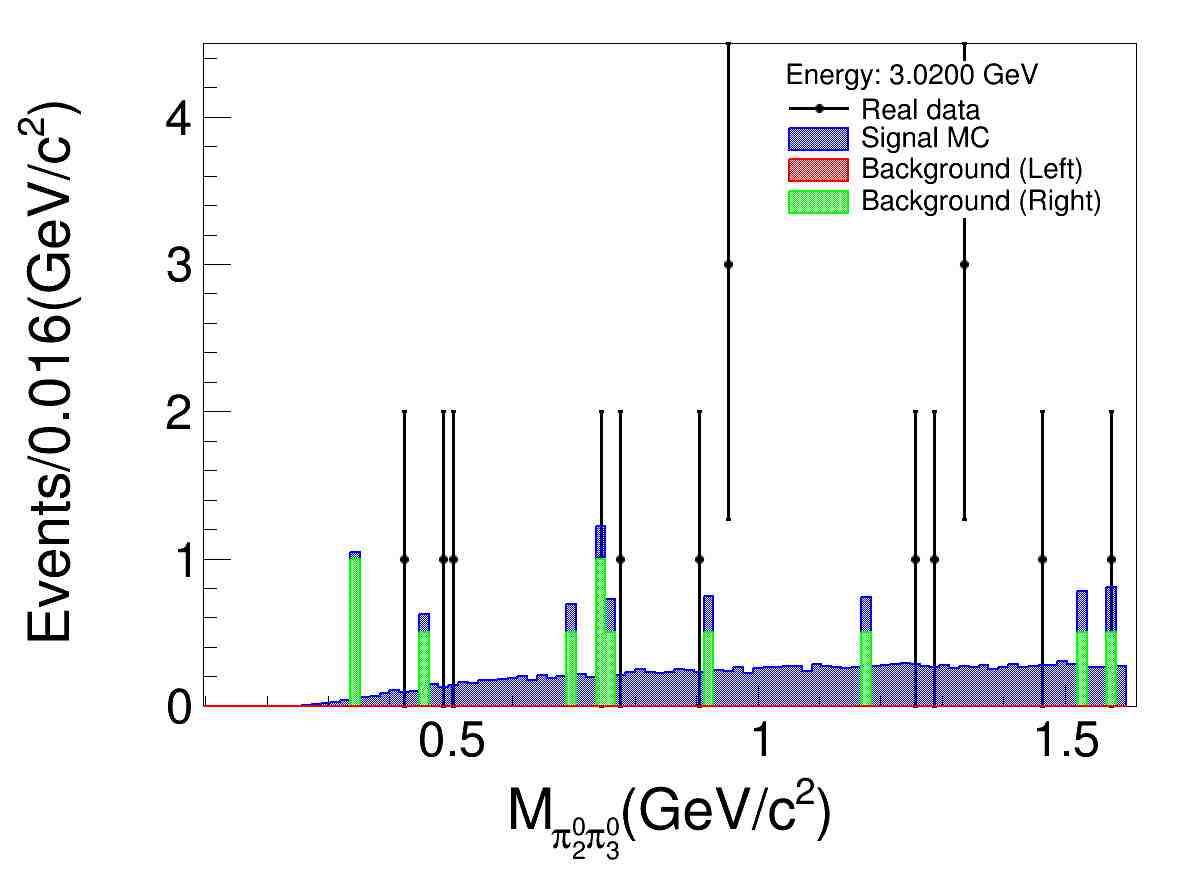 Energy: 3.0200 GeV
Real data
Signal MC
Background (Left)
Background (Right)
Events/0.016(GeV/c²)
4
3
2
1
0
0.5 1 1.5
M_{π⁰₂π⁰₃}(GeV/c²)